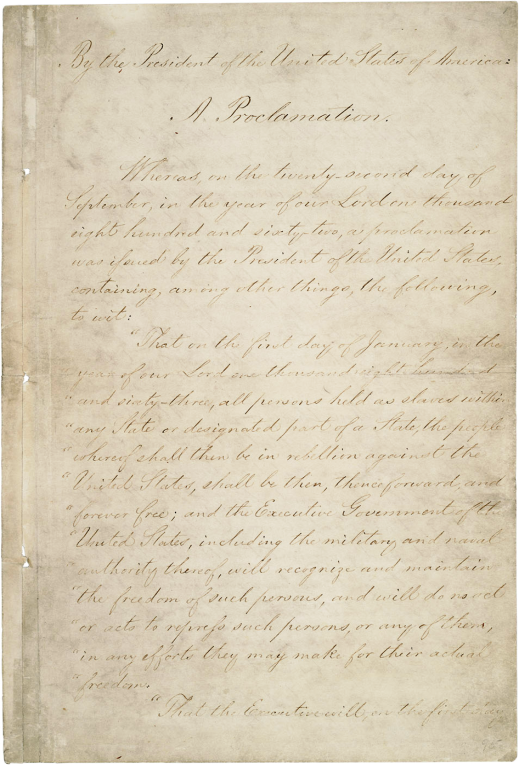 By the President of the United States of America:
A Proclamation.
Whereas, on the twenty-second day of
September, in the year of our Lord one thousand
eight hundred and sixty-two, a proclamation
was issued by the President of the United States,
containing, among other things, the following,
to wit:
"That on the first day of January, in the
"year of our Lord one thousand eight hundred
"and sixty-three, all persons held as slaves within
"any State or designated part of a State, the people
"whereof shall then be in rebellion against the
"United States, shall be then, thenceforward, and
"forever free; and the Executive Government of the
"United States, including the military and naval
"authority thereof, will recognize and maintain
"the freedom of such persons, and will do no act
"or acts to repress such persons, or any of them,
"in any efforts they may make for their actual
"freedom.
"That the Executive will, on the first day